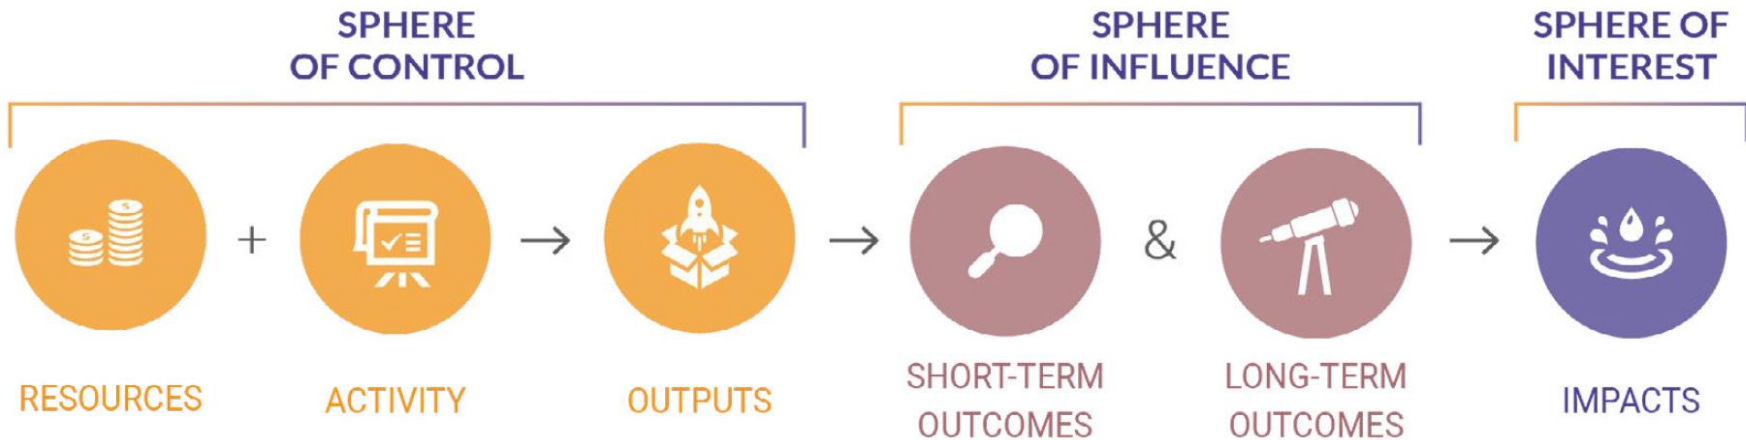 SPHERE
OF CONTROL
SPHERE
OF INFLUENCE
SPHERE OF
INTEREST
+
&
RESOURCES
ACTIVITY
OUTPUTS
SHORT-TERM
OUTCOMES
LONG-TERM
OUTCOMES
IMPACTS